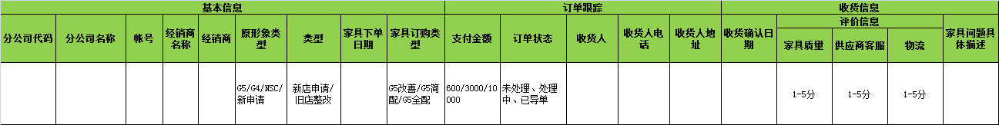 基本信息
订单跟踪
收货信息
分公司代码
分公司名称
帐号
经销商
名称
经销商
原形象类
型
类型
家具下单
日期
家具订购类
型
支付金额
订单状态
收货人
收货人电
话
收货人地
址
收货确认日
期
评价信息
家具质量
供应商客服
物流
家具问题具
体描述
G5/G4/NSC/
新申请
新店申请/
旧店整改
G5改善/G5简
配/G5全配
600/3000/10
000
未处理、处理
中、已导单
1-5分
1-5分
1-5分